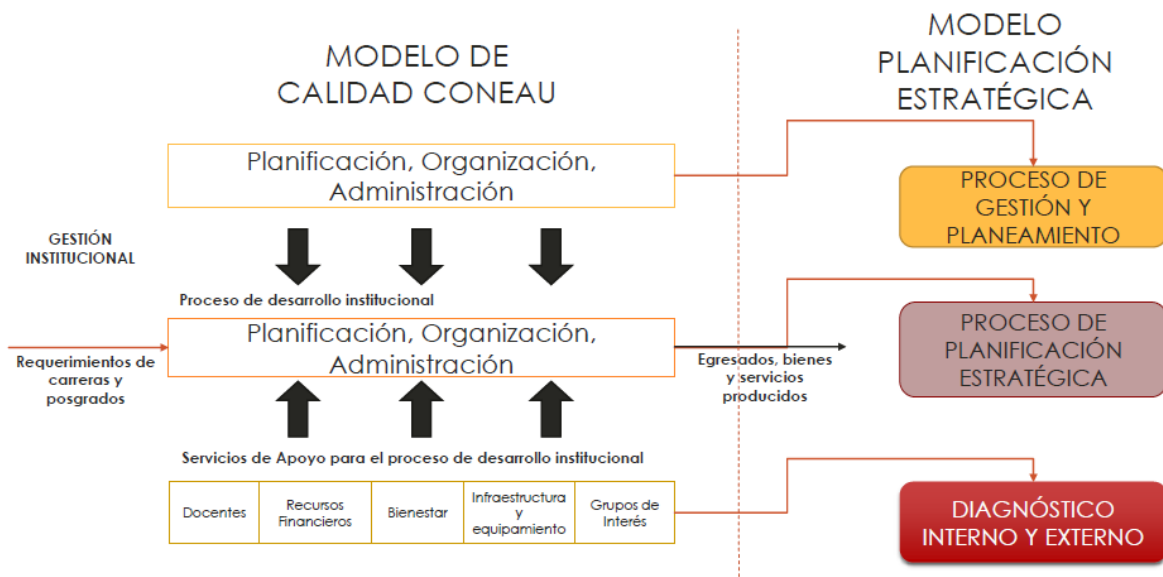 MODELO DE
CALIDAD CONEAU
MODELO
PLANIFICACIÓN
ESTRATÉGICA
Planificación, Organización,
Administración
PROCESO DE
GESTIÓN Y
PLANEAMIENTO
GESTIÓN
INSTITUCIONAL
Proceso de desarrollo institucional
Planificación, Organización,
Administración
Requerimientos de
carreras y
posgrados
Egresados, bienes
y servicios
producidos
PROCESO DE
PLANIFICACIÓN
ESTRATÉGICA
Servicios de Apoyo para el proceso de desarrollo institucional
Docentes
Recursos
Financieros
Bienestar
Infraestructura
y
equipamiento
Grupos de
Interés
DIAGNÓSTICO
INTERNO Y EXTERNO